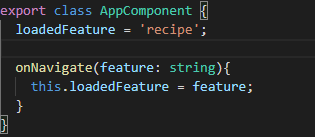 export class AppComponent {
  loadedFeature = 'recipe';

  onNavigate(feature: string){
    this.loadedFeature = feature;
  }
}